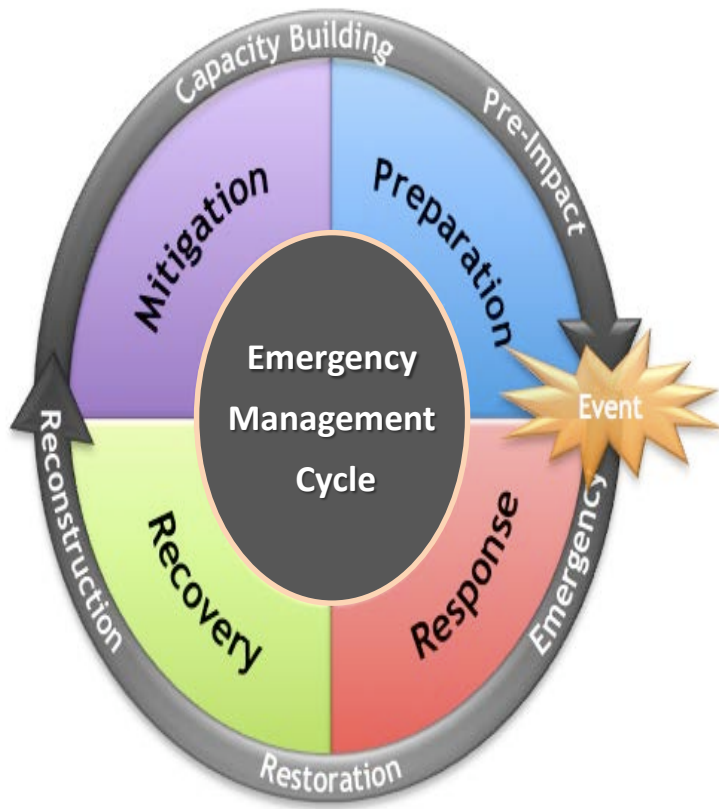 Capacity Building
Pre-Impact
Mitigation
Preparation
Emergency
Management
Cycle
Event
Reconstruction
Recovery
Response
Emergency
Restoration